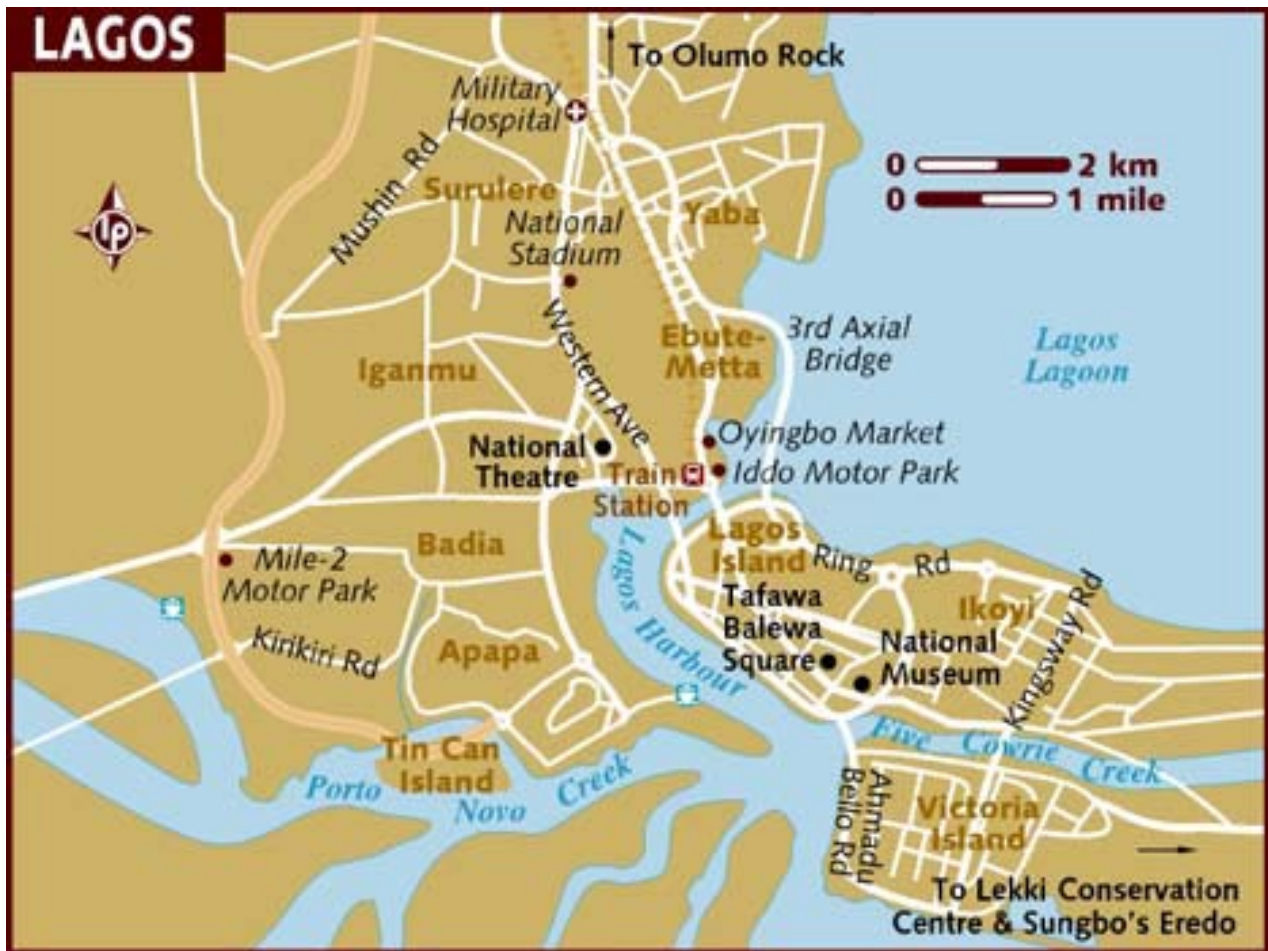 LAGOS
To Olumo Rock
Military
Hospital
0 2 km
0 1 mile
Mushin Rd
Surulere
Yaba
National
Stadium
lp
Western Ave
Ebute-
Metta
3rd Axial
Bridge
Lagos
Lagoon
Iganmu
Oyingbo Market
National
Theatre
Train
Station
Iddo Motor Park
Lagos
Island
Ring Rd
Badia
Lagos Harbour
Mile-2
Motor Park
Tafawa
Balewa
Square
Ikoyi
Kingsway Rd
National
Museum
Kirikiri Rd
Apapa
Five Cowrie Creek
Tin Can
Island
Porto Novo Creek
Ahmadu
Bello Rd
Victoria
Island
To Lekki Conservation
Centre & Sungbo's Eredo